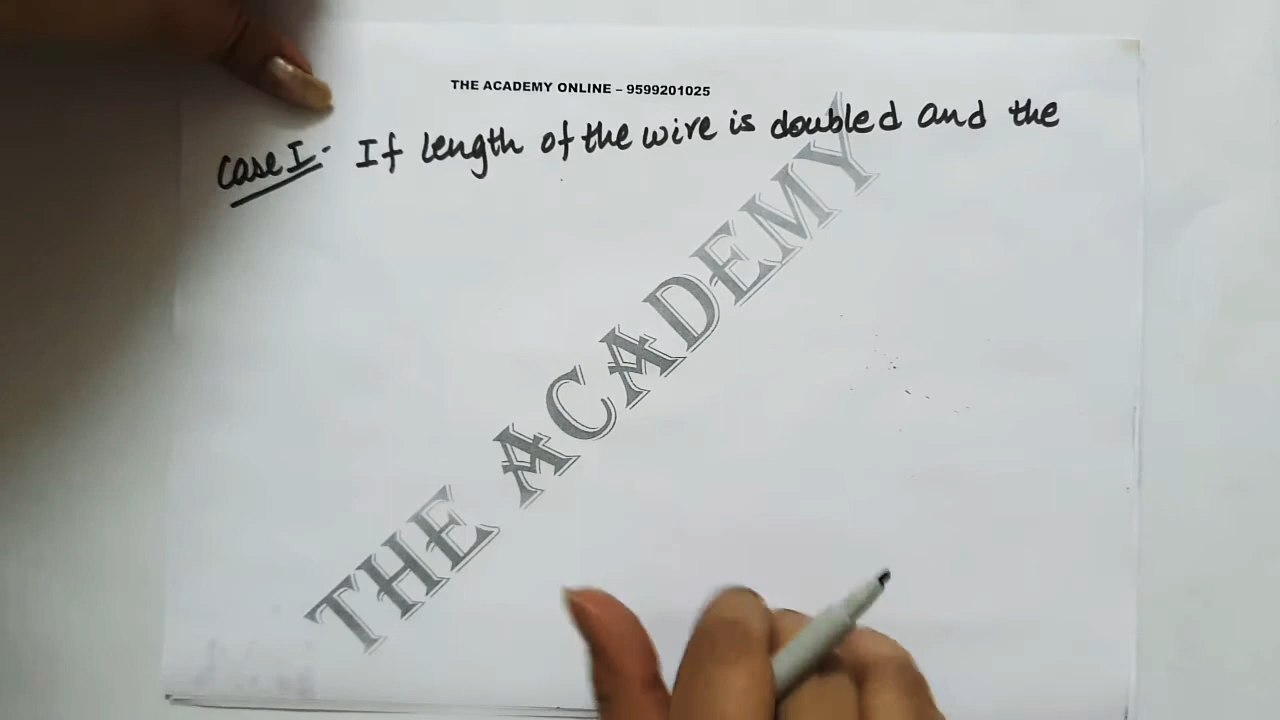 THE ACADEMY ONLINE – 9599201025
Case I:- If length of the wire is doubled and the
THE ACADEMY